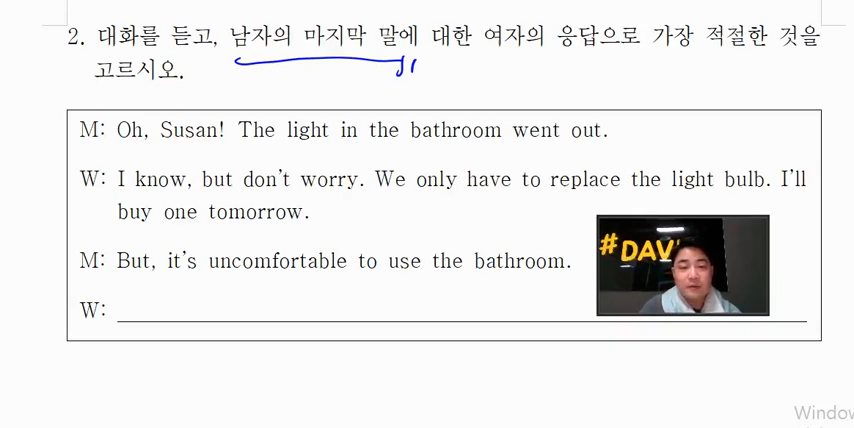 2. 대화를 듣고, 남자의 마지막 말에 대한 여자의 응답으로 가장 적절한 것을
고르시오.
M: Oh, Susan! The light in the bathroom went out.
W: I know, but don't worry. We only have to replace the light bulb. I'll
buy one tomorrow.
M: But, it's uncomfortable to use the bathroom.
W:
#DAV
Window